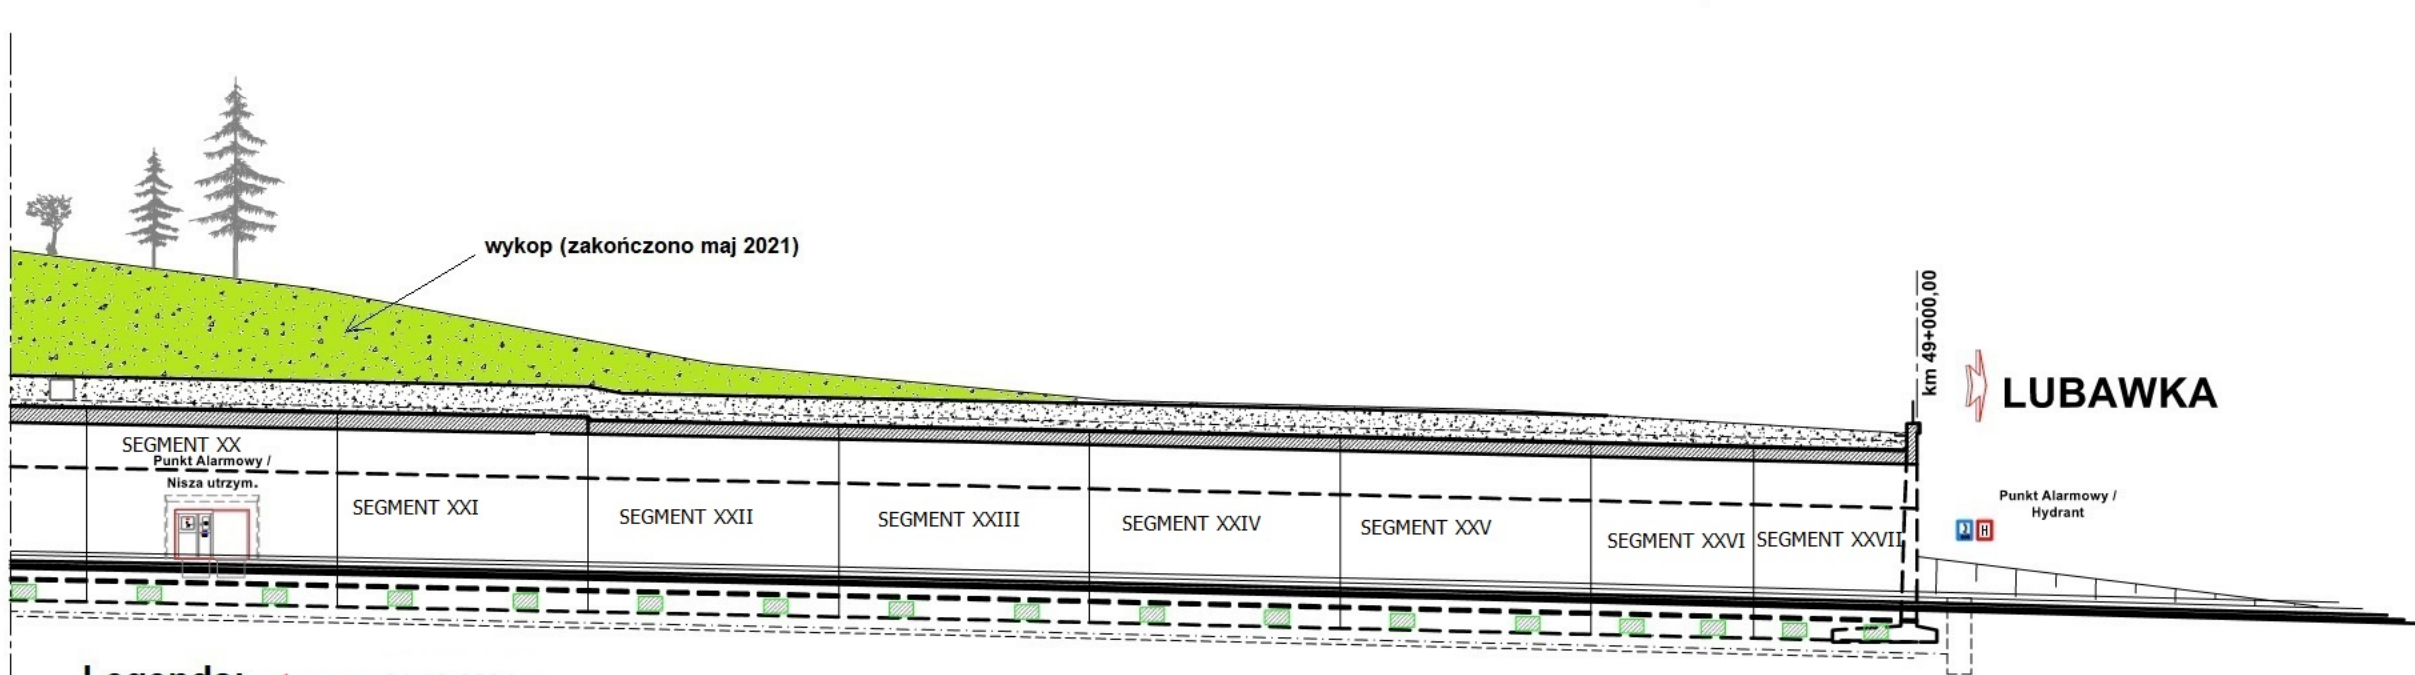 wykop (zakończono maj 2021)
km 49+000,00
LUBAWKA
SEGMENT XX
Punkt Alarmowy /
Nisza utrzym.
SEGMENT XXI
SEGMENT XXII
SEGMENT XXIII
SEGMENT XXIV
SEGMENT XXV
SEGMENT XXVI
SEGMENT XXVII
Punkt Alarmowy /
Hydrant
H
Legenda: